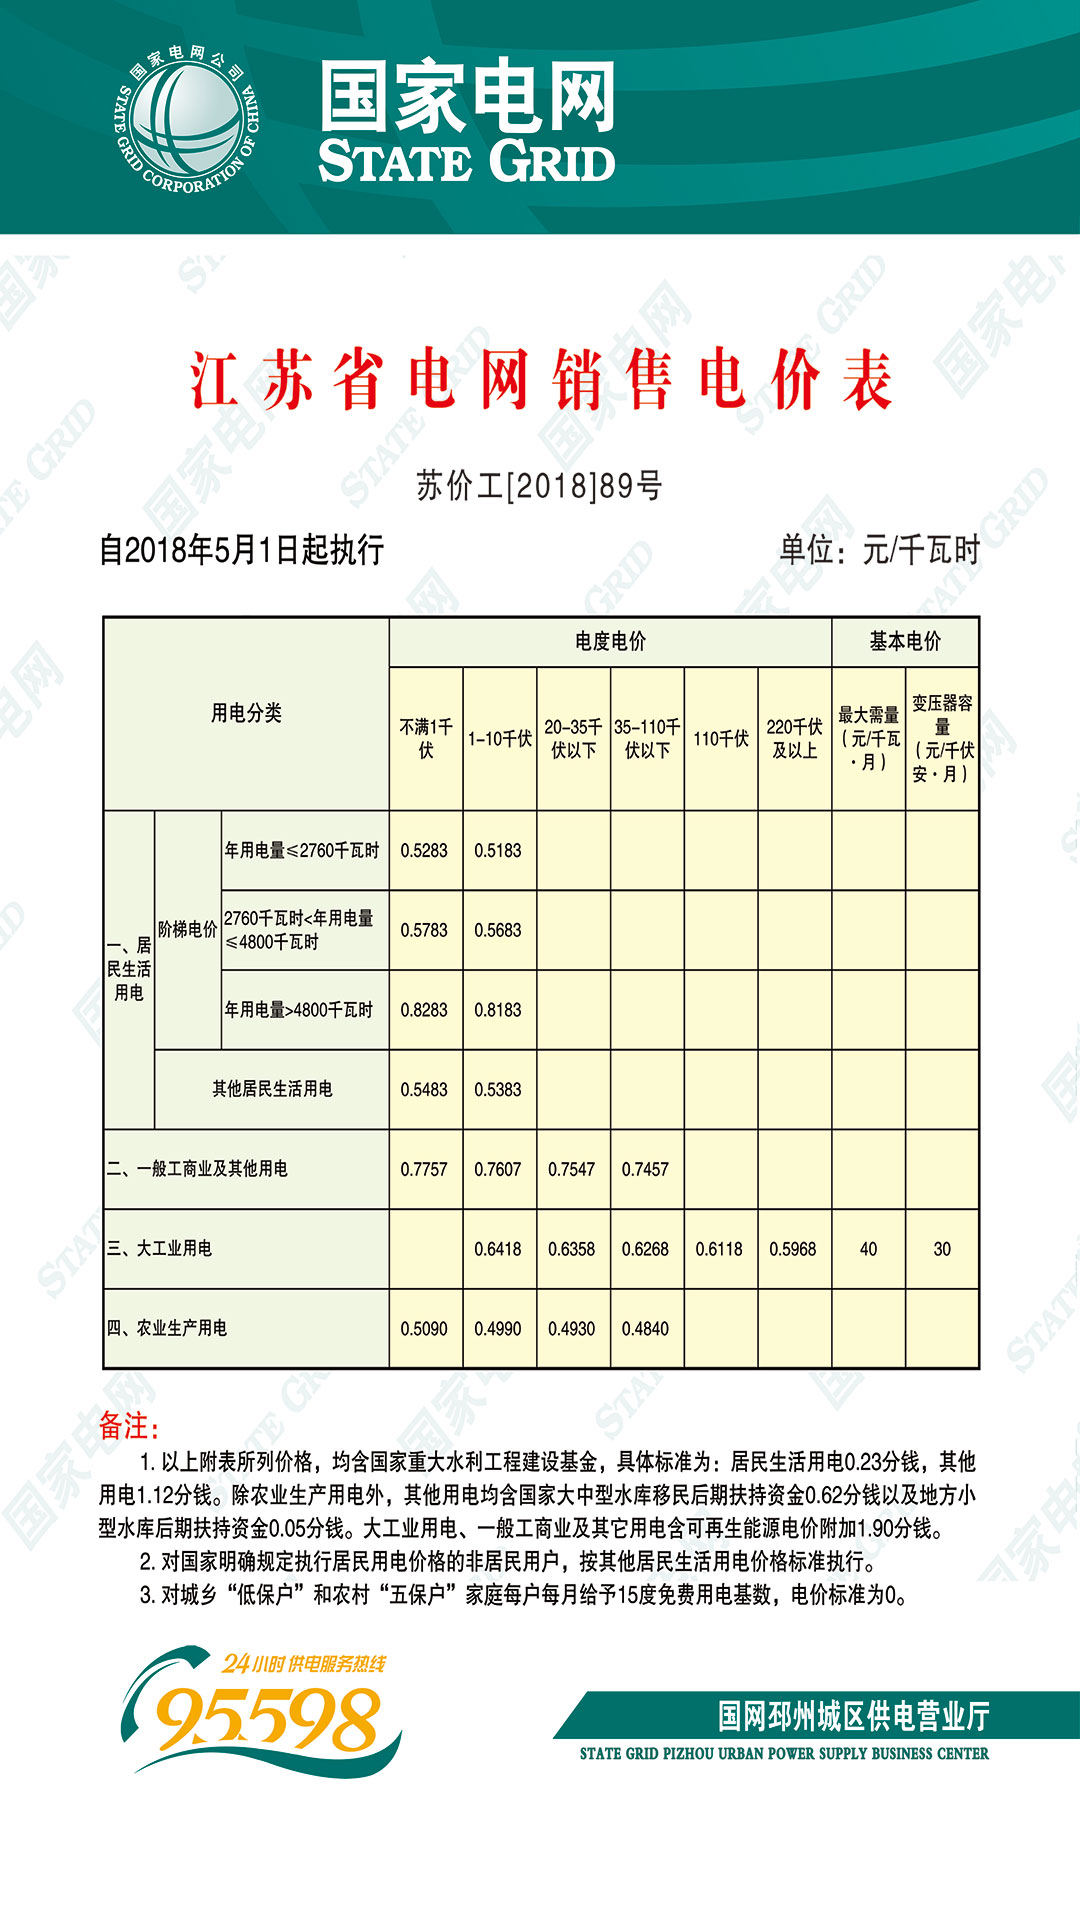 国家电网公司
STATE GRID CORPORATION OF CHINA
国家电网
STATE GRID
江苏省电网销售电价表
苏价工[2018]89号
自2018年5月1日起执行 单位：元/千瓦时
用电分类 电度电价 基本电价
不满1千
伏
1-10千伏
20-35千
伏以下
35-110千
伏以下
110千伏
220千伏
及以上
最大需量
（元/千瓦
·月）
变压器容
量
（元/千伏
安·月）
一、居
民生活
用电
阶梯电价
年用电量≤2760千瓦时 0.5283 0.5183
2760千瓦时<年用电量
≤4800千瓦时
0.5783 0.5683
年用电量>4800千瓦时 0.8283 0.8183
其他居民生活用电 0.5483 0.5383
二、一般工商业及其他用电 0.7757 0.7607 0.7547 0.7457
三、大工业用电 0.6418 0.6358 0.6268 0.6118 0.5968 40 30
四、农业生产用电 0.5090 0.4990 0.4930 0.4840
备注：
1. 以上附表所列价格，均含国家重大水利工程建设基金，具体标准为：居民生活用电0.23分钱，其他
用电1.12分钱。除农业生产用电外，其他用电均含国家大中型水库移民后期扶持资金0.62分钱以及地方小
型水库后期扶持资金0.05分钱。大工业用电、一般工商业及其它用电含可再生能源电价附加1.90分钱。
2. 对国家明确规定执行居民用电价格的非居民用户，按其他居民生活用电价格标准执行。
3. 对城乡“低保户”和农村“五保户”家庭每户每月给予15度免费用电基数，电价标准为0。
24小时 供电服务热线
95598
国网邳州城区供电营业厅
STATE GRID PIZHOU URBAN POWER SUPPLY BUSINESS CENTER